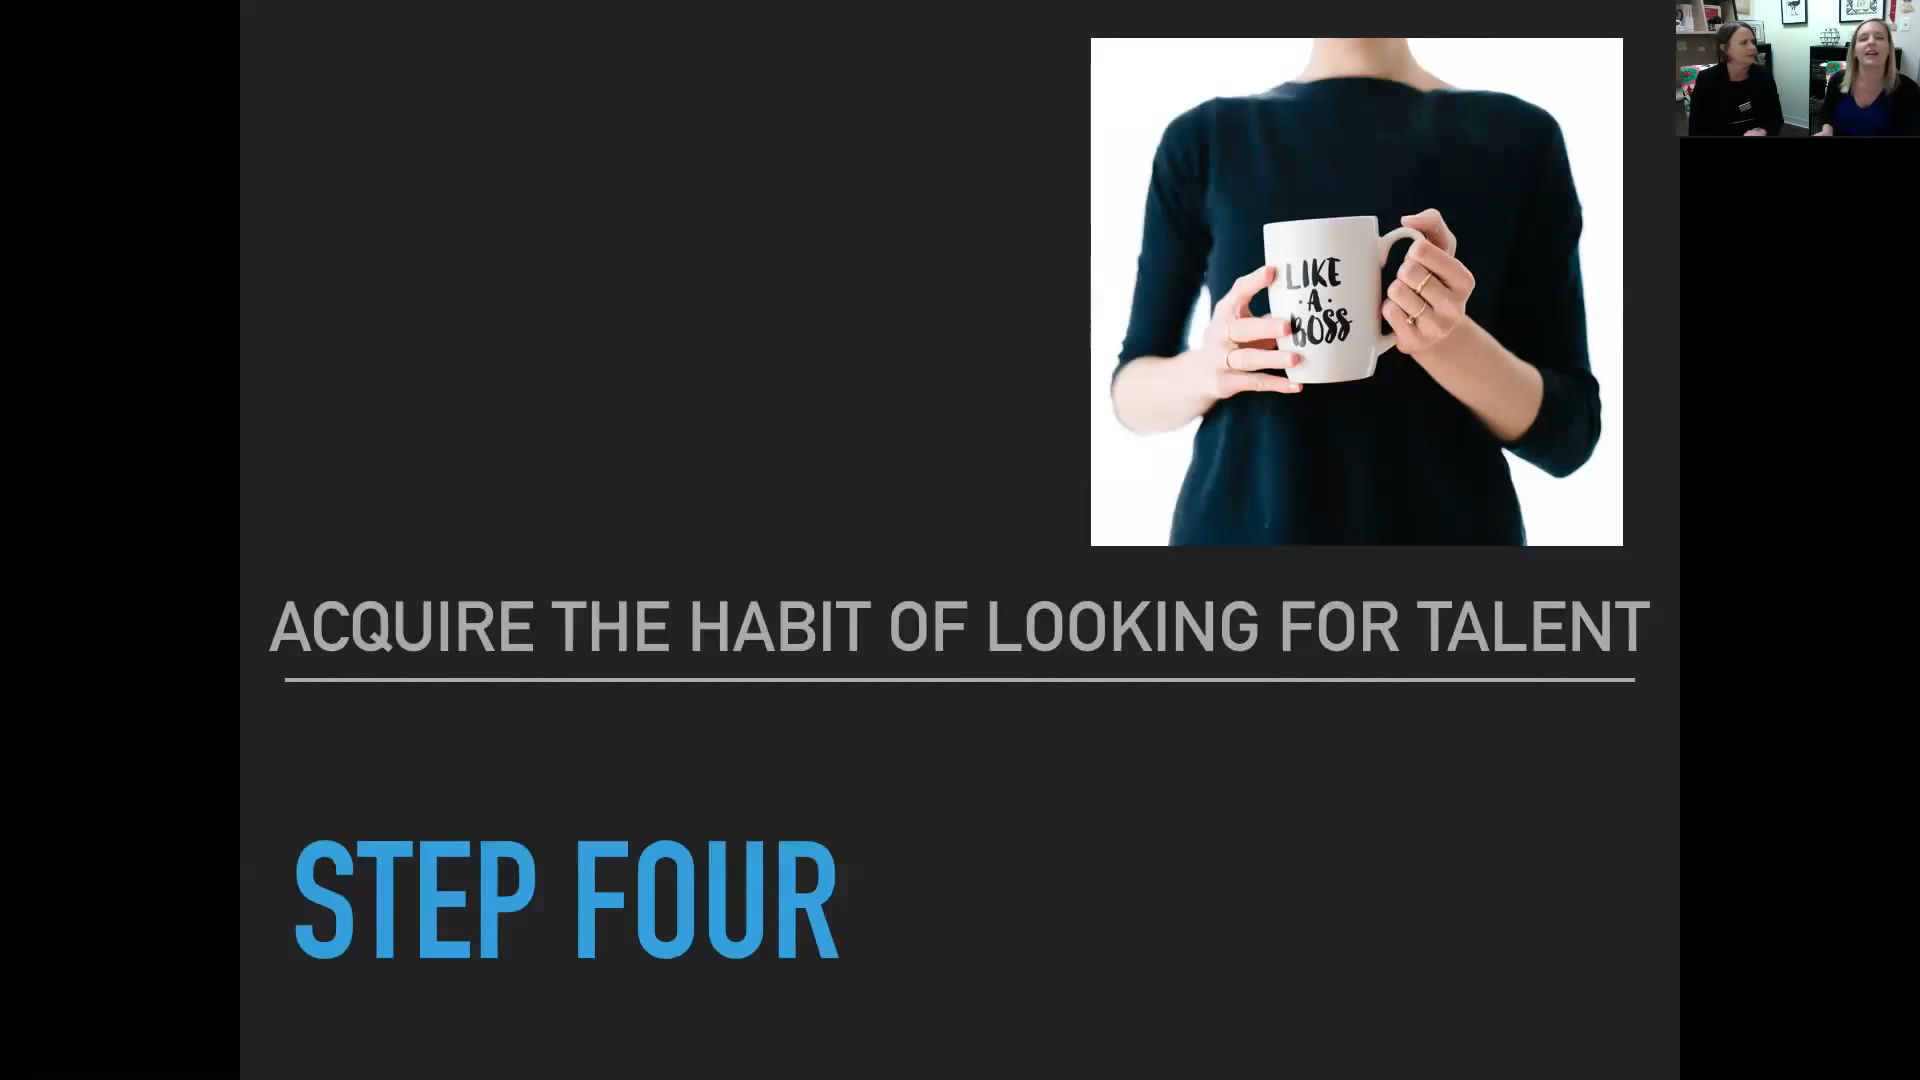 LIKE
· A ·
BOSS
ACQUIRE THE HABIT OF LOOKING FOR TALENT
STEP FOUR